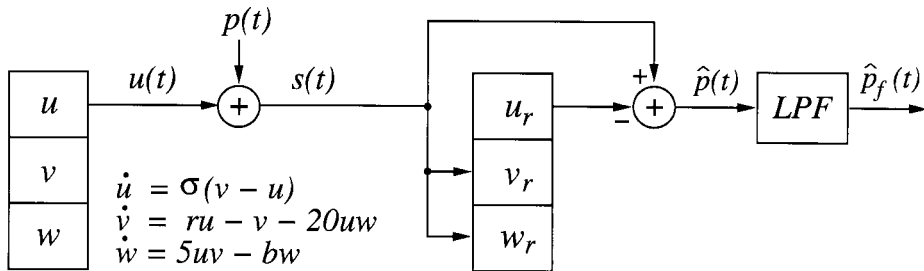 p(t)
u(t)
s(t)
+
+
−
+
p̂(t)
LPF
p̂_f(t)
u
v
w
u_r
v_r
w_r
u̇ = σ(v − u)
v̇ = ru − v − 20uw
ẇ = 5uv − bw